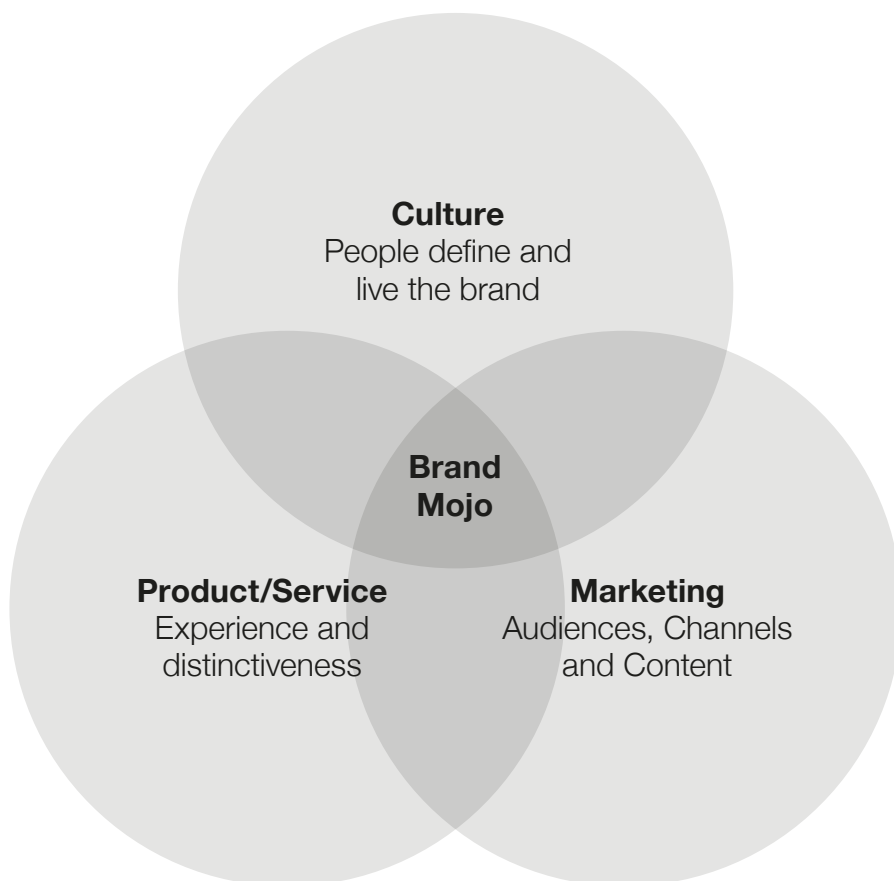 Culture
People define and
live the brand
Brand
Mojo
Product/Service
Experience and
distinctiveness
Marketing
Audiences, Channels
and Content